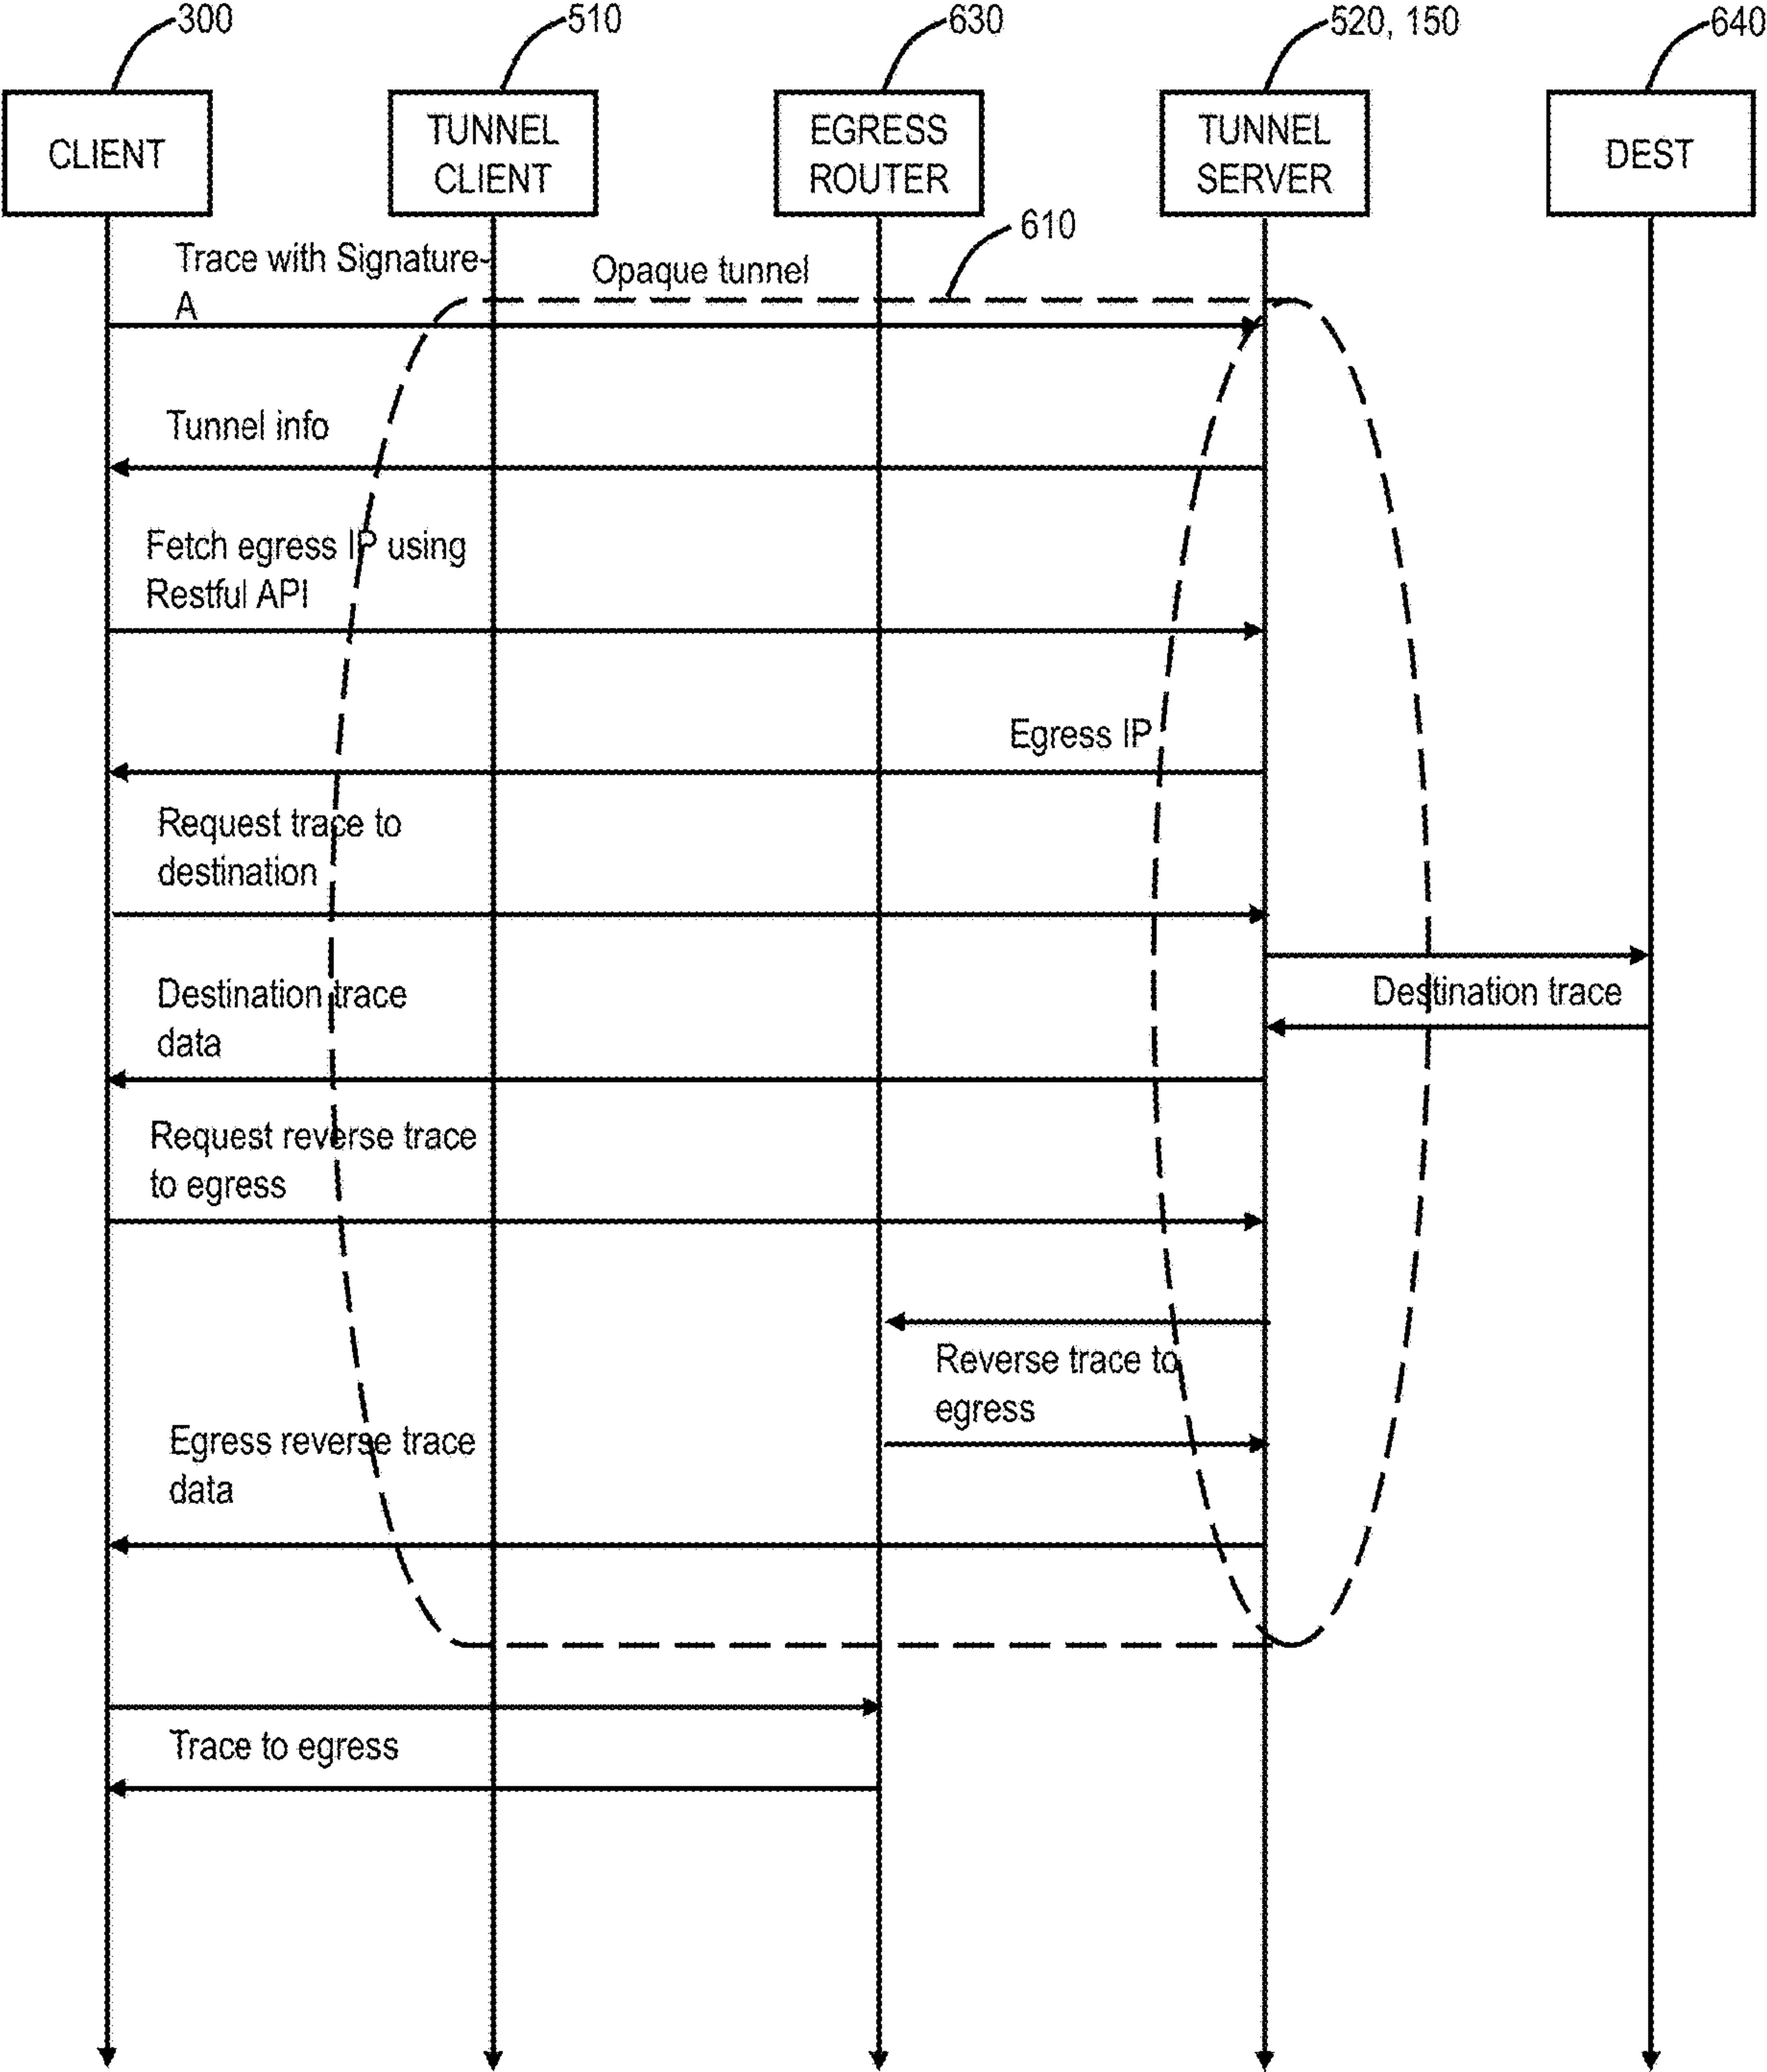 300
510
630
520, 150
640
CLIENT
TUNNEL
CLIENT
EGRESS
ROUTER
TUNNEL
SERVER
DEST
610
Trace with Signature-
A
Opaque tunnel
Tunnel info
Fetch egress IP using
Restful API
Egress IP
Request trace to
destination
Destination trace
data
Destination trace
Request reverse trace
to egress
Reverse trace to
egress
Egress reverse trace
data
Trace to egress